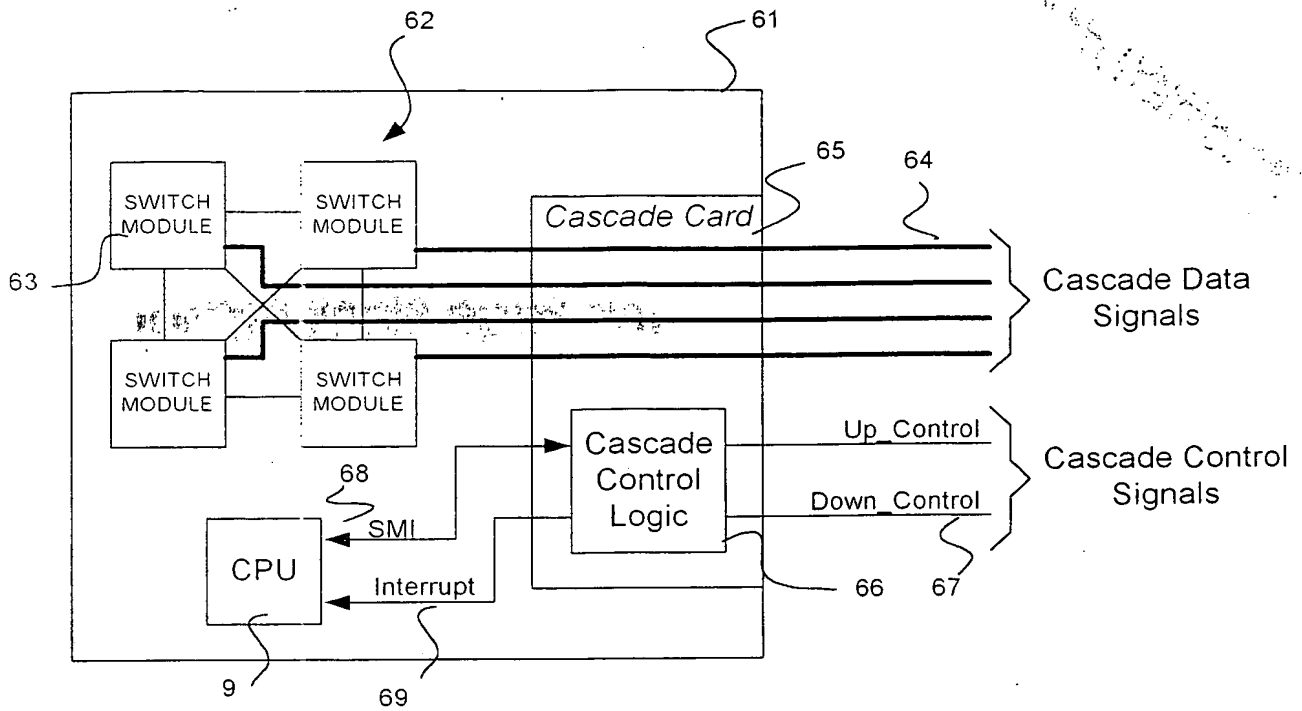 61
62
65
64
SWITCH
MODULE
SWITCH
MODULE
Cascade Card
63
Cascade Data
Signals
SWITCH
MODULE
SWITCH
MODULE
Cascade
Control
Logic
Up_Control
Down_Control
Cascade Control
Signals
68
SMI
CPU
Interrupt
66
67
9
69